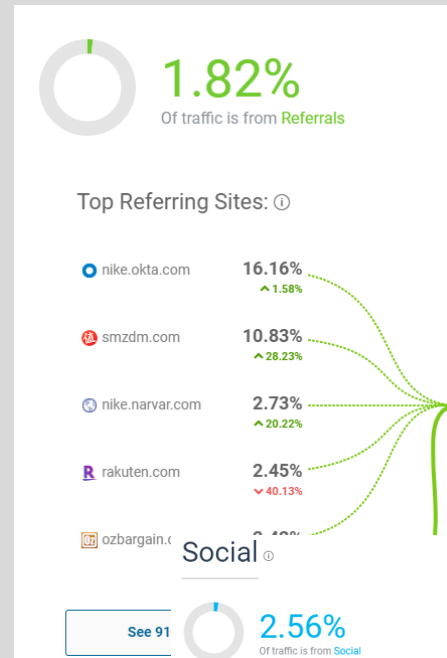 1.82%
Of traffic is from Referrals
Top Referring Sites:
nike.okta.com 16.16%
1.58%
smzdm.com 10.83%
28.23%
nike.narvar.com 2.73%
20.22%
rakuten.com 2.45%
40.13%
Social
See 91
2.56%
Of traffic is from Social